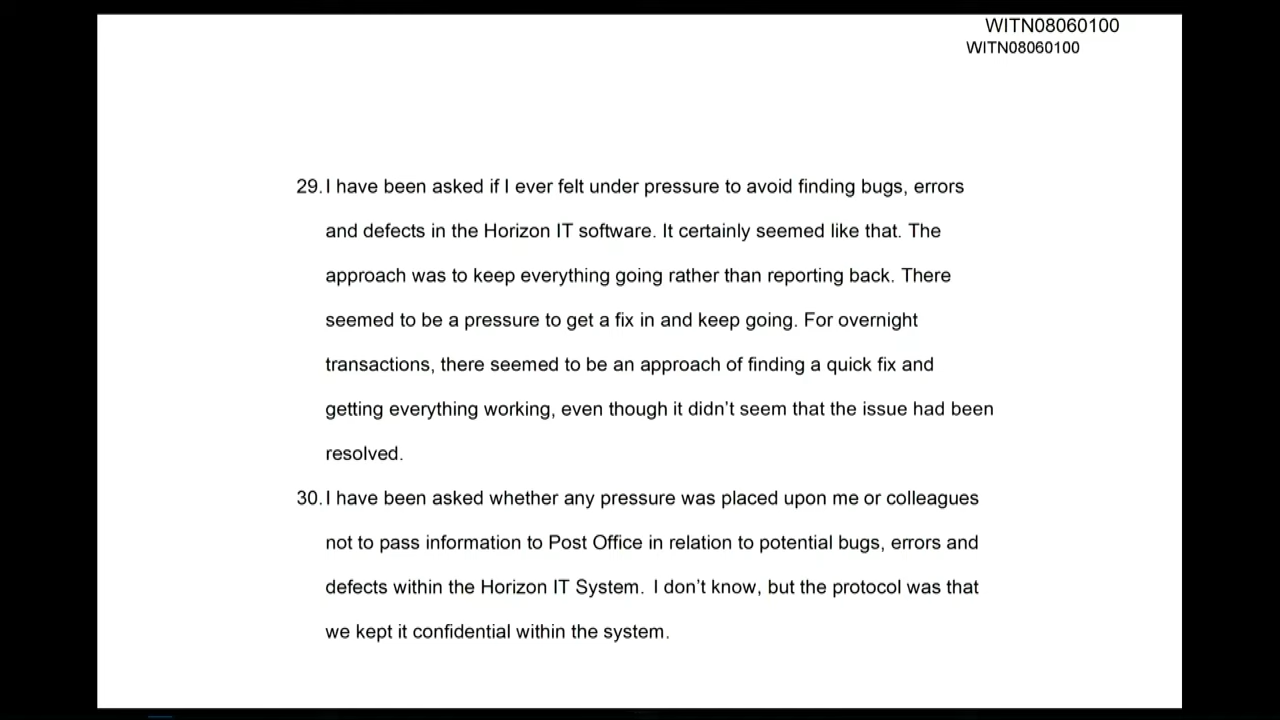 WITN08060100
WITN08060100
29. I have been asked if I ever felt under pressure to avoid finding bugs, errors
and defects in the Horizon IT software. It certainly seemed like that. The
approach was to keep everything going rather than reporting back. There
seemed to be a pressure to get a fix in and keep going. For overnight
transactions, there seemed to be an approach of finding a quick fix and
getting everything working, even though it didn't seem that the issue had been
resolved.
30. I have been asked whether any pressure was placed upon me or colleagues
not to pass information to Post Office in relation to potential bugs, errors and
defects within the Horizon IT System. I don't know, but the protocol was that
we kept it confidential within the system.